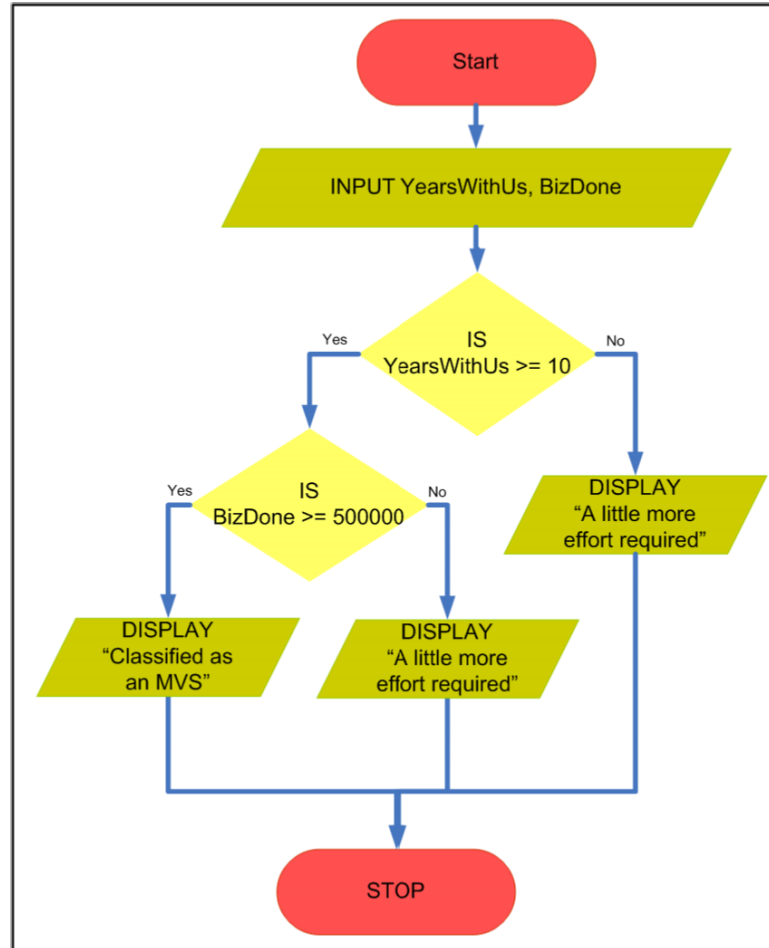 Start
INPUT YearsWithUs, BizDone
IS
YearsWithUs >= 10
Yes
No
IS
BizDone >= 500000
Yes
No
DISPLAY
“A little more
effort required”
DISPLAY
“Classified as
an MVS”
DISPLAY
“A little more
effort required”
STOP